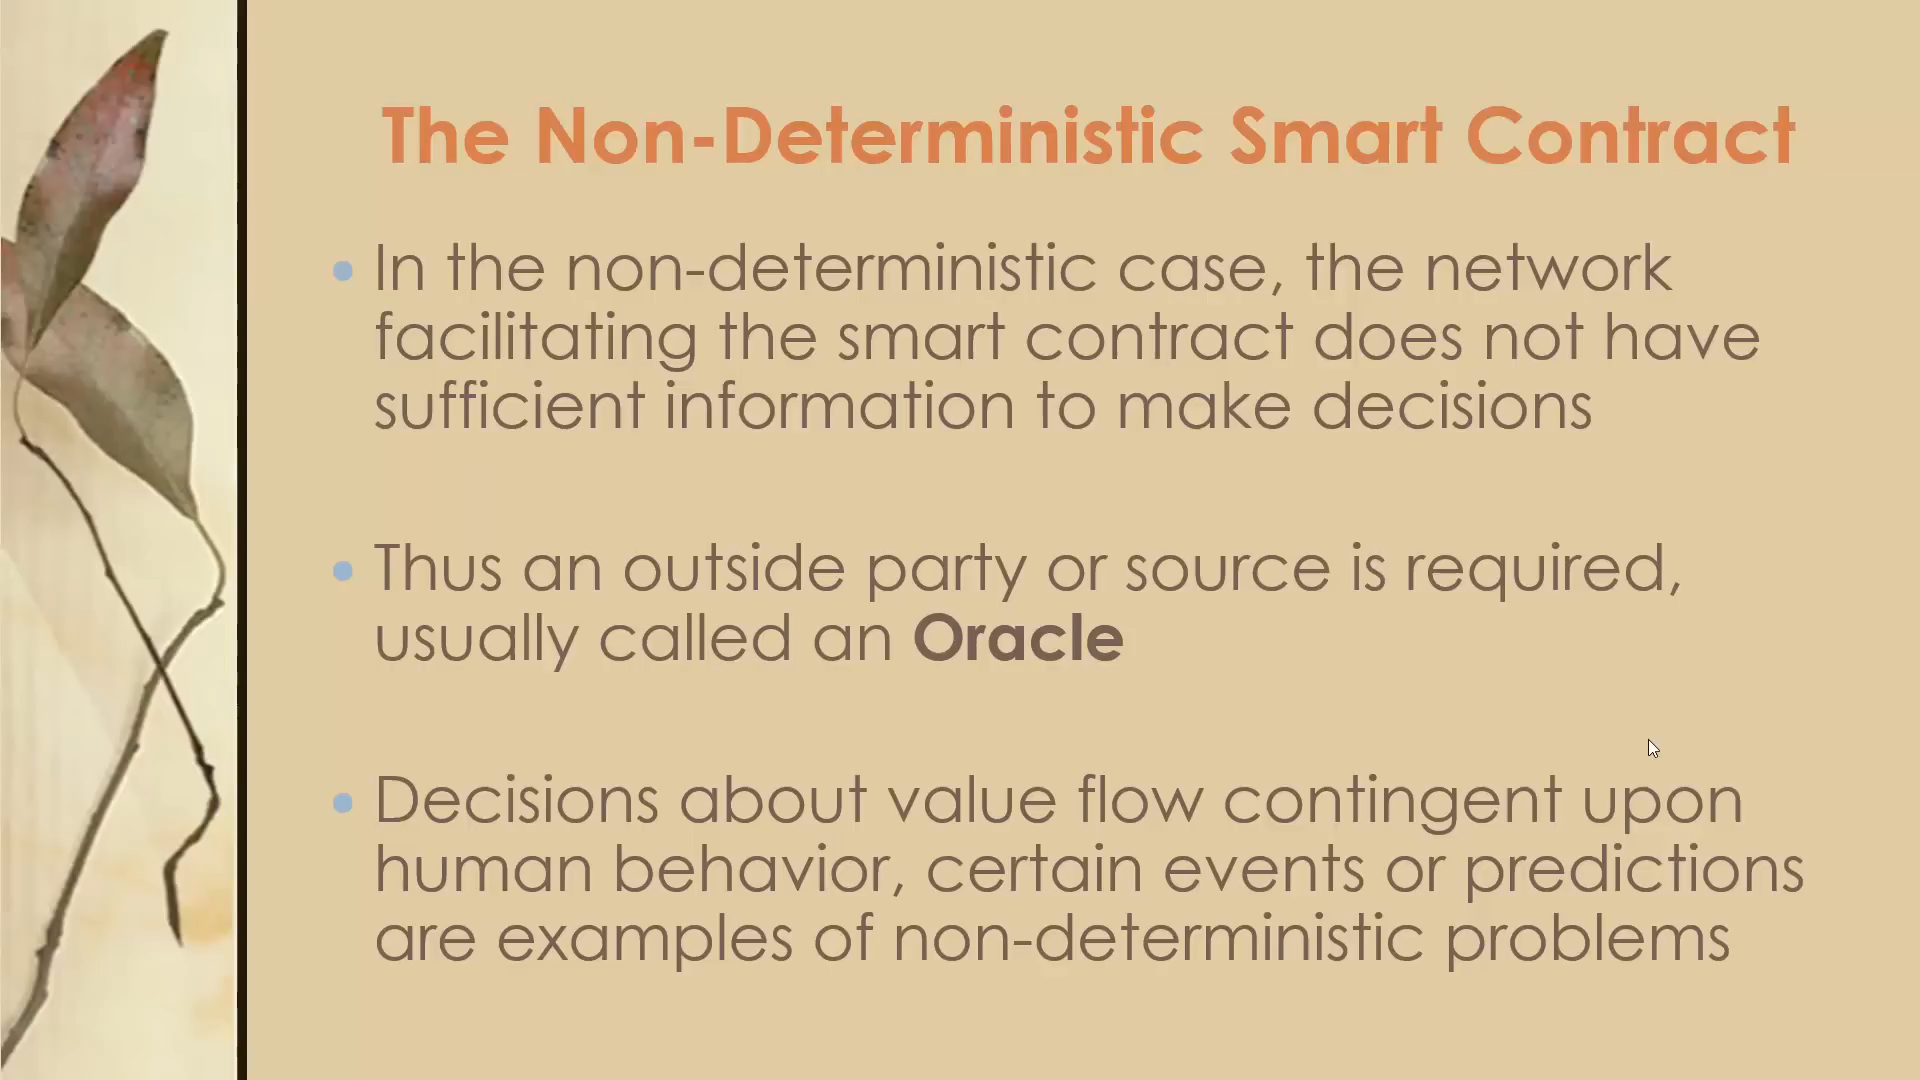 The Non-Deterministic Smart Contract
• In the non-deterministic case, the network
facilitating the smart contract does not have
sufficient information to make decisions
• Thus an outside party or source is required,
usually called an Oracle
• Decisions about value flow contingent upon
human behavior, certain events or predictions
are examples of non-deterministic problems